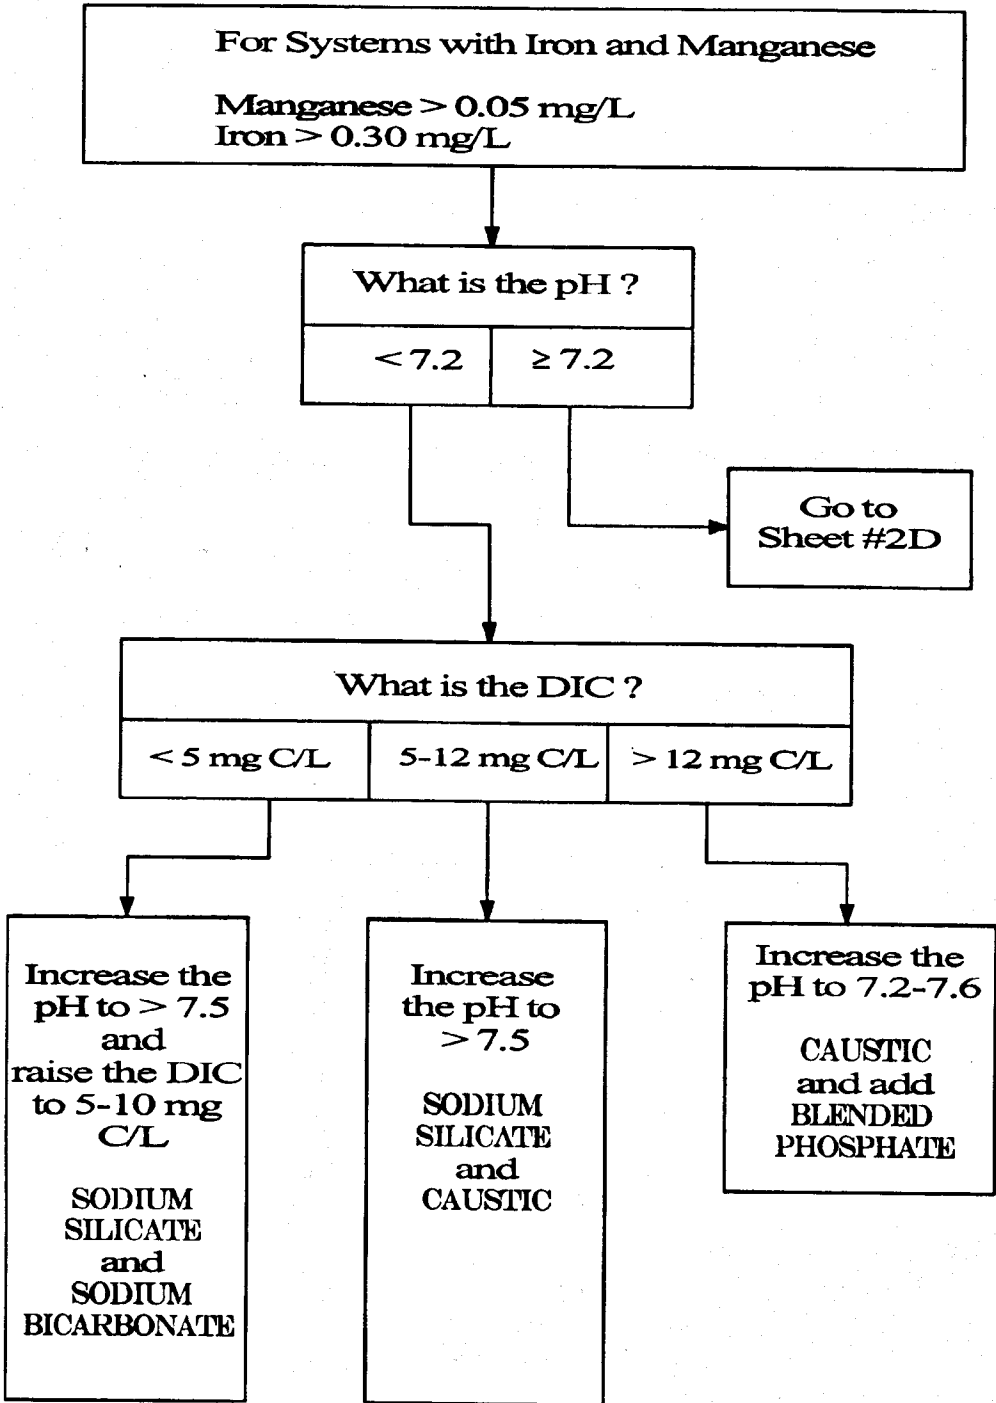 For Systems with Iron and Manganese
Manganese > 0.05 mg/L
Iron > 0.30 mg/L
What is the pH ?
< 7.2
≥ 7.2
Go to
Sheet #2D
What is the DIC ?
< 5 mg C/L
5-12 mg C/L
> 12 mg C/L
Increase the
pH to > 7.5
and
raise the DIC
to 5-10 mg
C/L
SODIUM
SILICATE
and
SODIUM
BICARBONATE
Increase
the pH to
> 7.5
SODIUM
SILICATE
and
CAUSTIC
Increase the
pH to 7.2-7.6
CAUSTIC
and add
BLENDED
PHOSPHATE